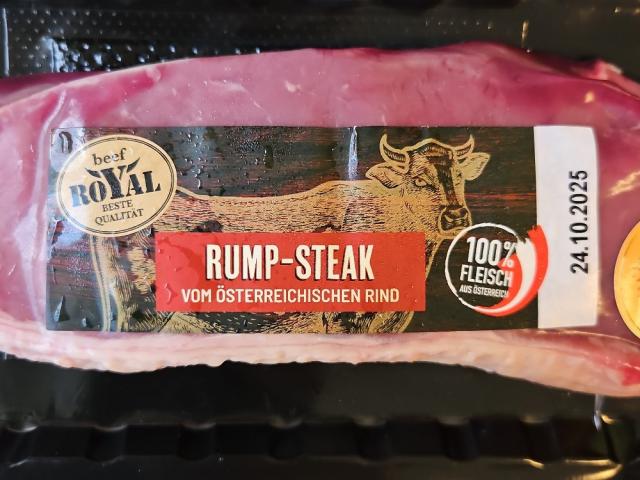 beef
ROYAL
BESTE
QUALITÄT
RUMP-STEAK
VOM ÖSTERREICHISCHEN RIND
100%
FLEISCH
AUS ÖSTERREICH
24.10.2025